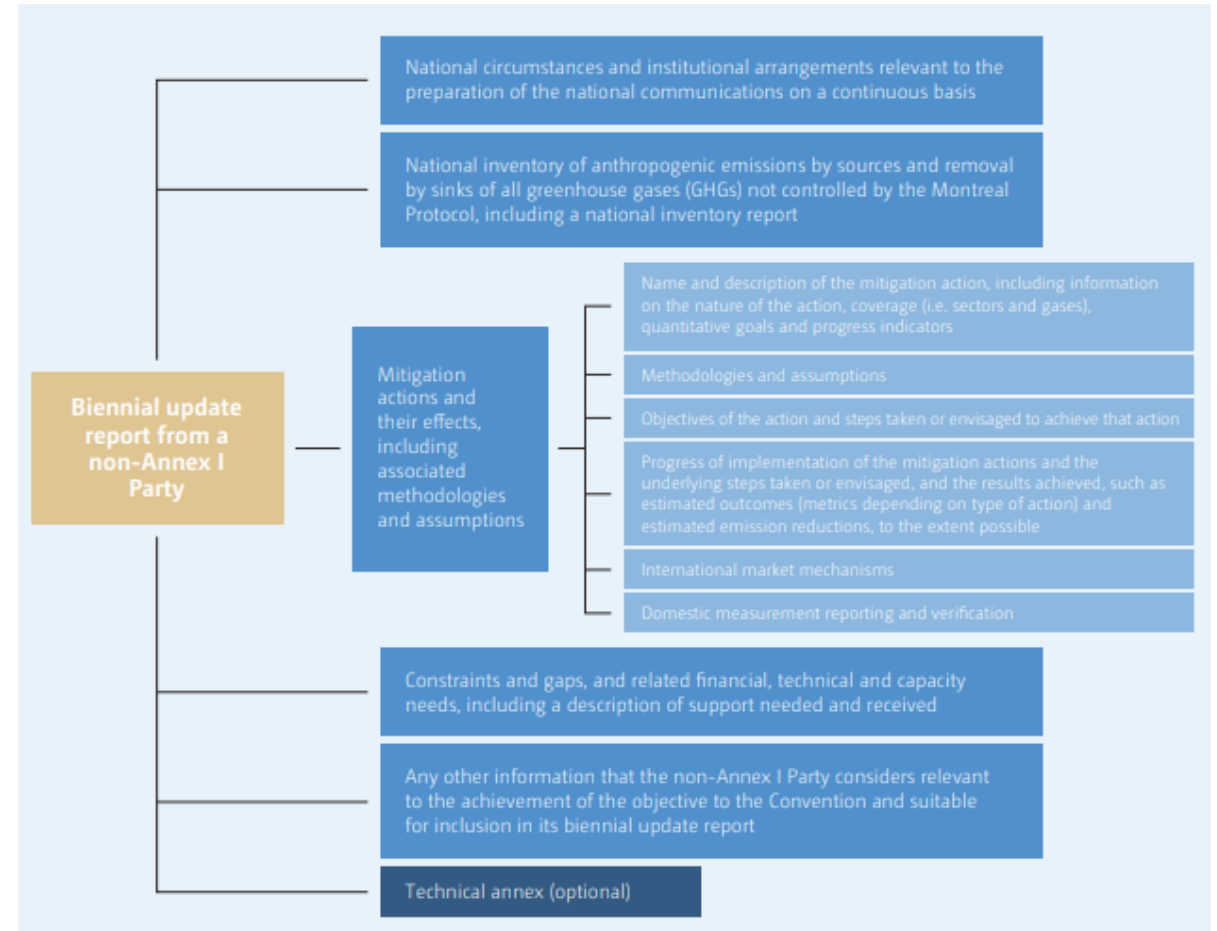 National circumstances and institutional arrangements relevant to the
preparation of the national communications on a continuous basis
National inventory of anthropogenic emissions by sources and removal
by sinks of all greenhouse gases (GHGs) not controlled by the Montreal
Protocol, including a national inventory report
Biennial update
report from a
non-Annex I
Party
Mitigation
actions and
their effects,
including
associated
methodologies
and assumptions
Name and description of the mitigation action, including information
on the nature of the action, coverage (i.e. sectors and gases),
quantitative goals and progress indicators
Methodologies and assumptions
Objectives of the action and steps taken or envisaged to achieve that action
Progress of implementation of the mitigation actions and the
underlying steps taken or envisaged, and the results achieved, such as
estimated outcomes (metrics depending on type of action) and
estimated emission reductions, to the extent possible
International market mechanisms
Domestic measurement reporting and verification
Constraints and gaps, and related financial, technical and capacity
needs, including a description of support needed and received
Any other information that the non-Annex I Party considers relevant
to the achievement of the objective to the Convention and suitable
for inclusion in its biennial update report
Technical annex (optional)